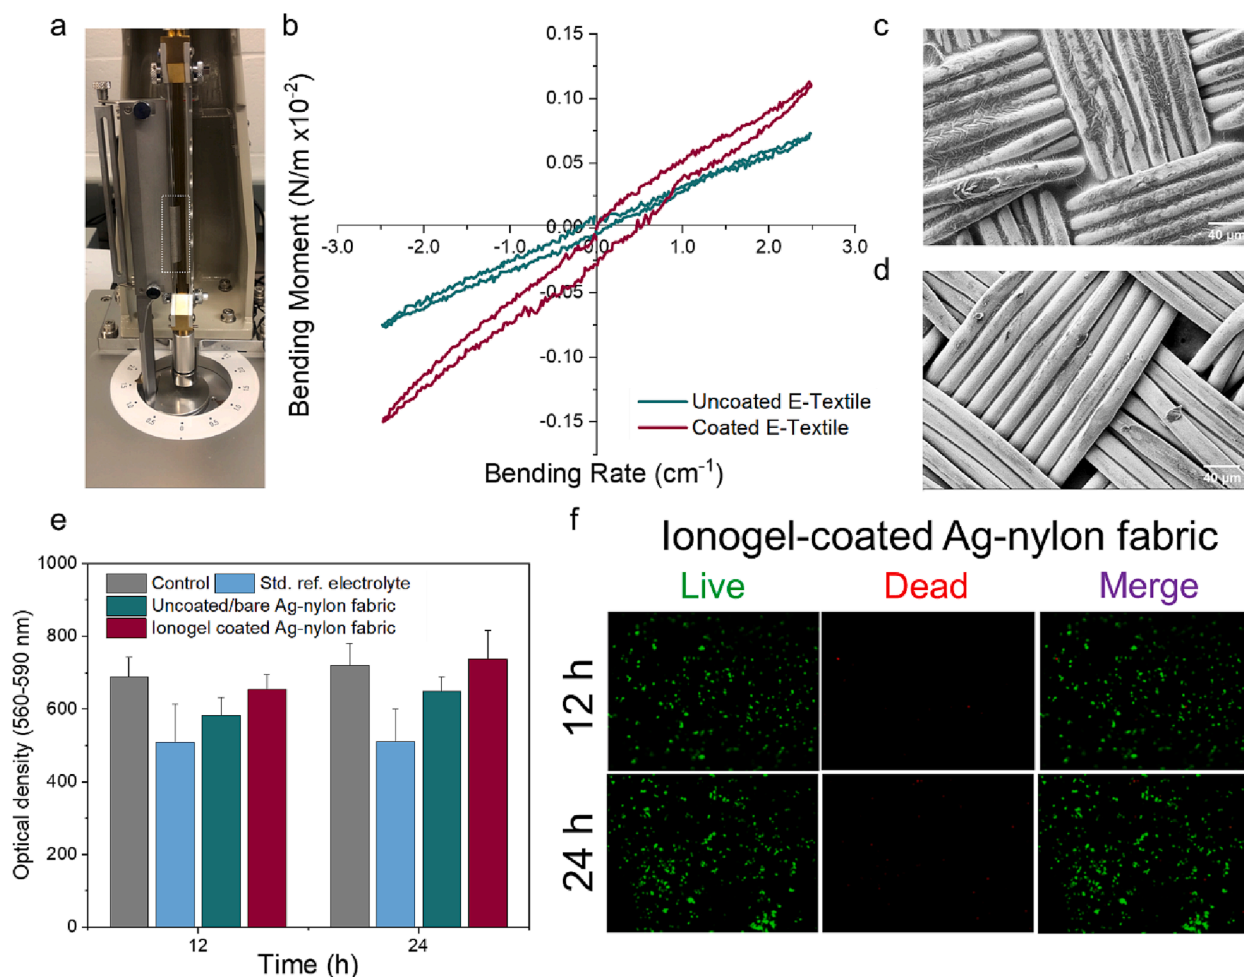 a
b
c
d
e
f
0.15
0.10
0.05
0.00
-3.0
-2.0
-1.0
0.0
1.0
2.0
3.0
-0.05
-0.10
-0.15
Bending Moment (N/m x10⁻²)
Bending Rate (cm⁻¹)
Uncoated E-Textile
Coated E-Textile
40 μm
40 μm
1000
800
600
400
200
0
Control
Std. ref. electrolyte
Uncoated/bare Ag-nylon fabric
Ionogel coated Ag-nylon fabric
Optical density (560-590 nm)
12
24
Time (h)
Ionogel-coated Ag-nylon fabric
Live
Dead
Merge
12 h
24 h